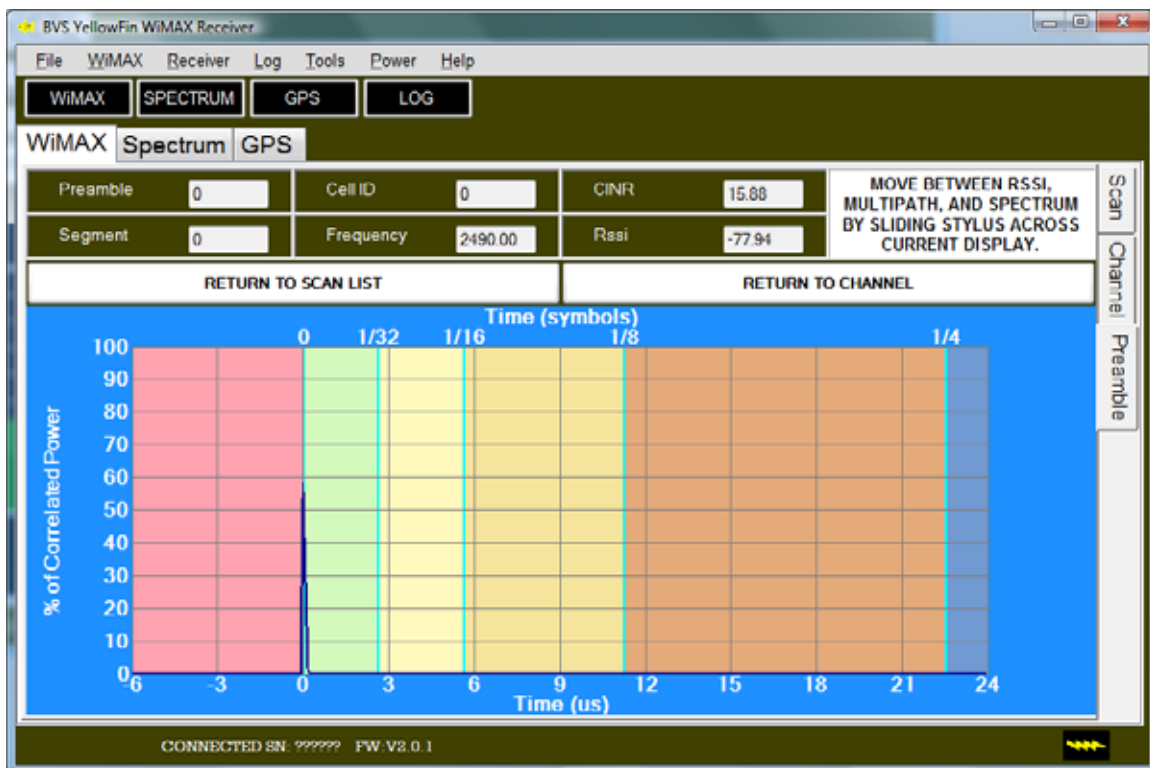 BVS YellowFin WiMAX Receiver
File WiMAX Receiver Log Tools Power Help
WiMAX SPECTRUM GPS LOG
WiMAX Spectrum GPS
Preamble 0 Cell ID 0 CINR 15.88
Segment 0 Frequency 2490.00 Rssi -77.94
MOVE BETWEEN RSSI,
MULTIPATH, AND SPECTRUM
BY SLIDING STYLUS ACROSS
CURRENT DISPLAY.
Scan
Channel
Preamble
RETURN TO SCAN LIST RETURN TO CHANNEL
Time (symbols)
0 1/32 1/16 1/8 1/4
% of Correlated Power
100
90
80
70
60
50
40
30
20
10
0
-6 -3 0 3 6 9 12 15 18 21 24
Time (us)
CONNECTED SN: ?????? FW:V3.0.1